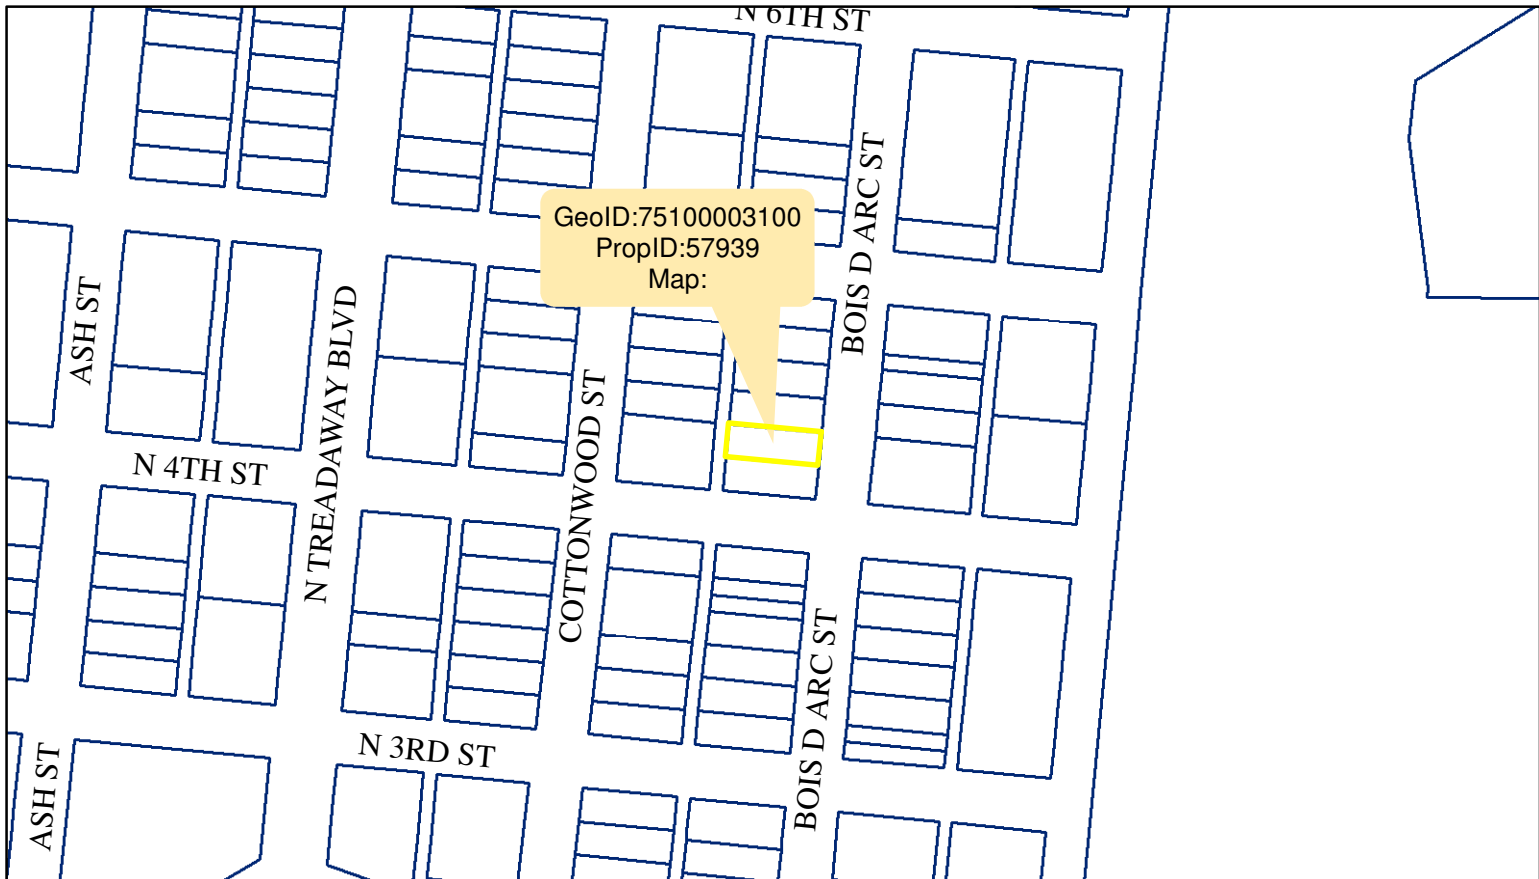 N 6TH ST
BOIS D ARC ST
GeoID:75100003100
PropID:57939
Map:
ASH ST
N TREADAWAY BLVD
COTTONWOOD ST
N 4TH ST
BOIS D ARC ST
N 3RD ST
ASH ST